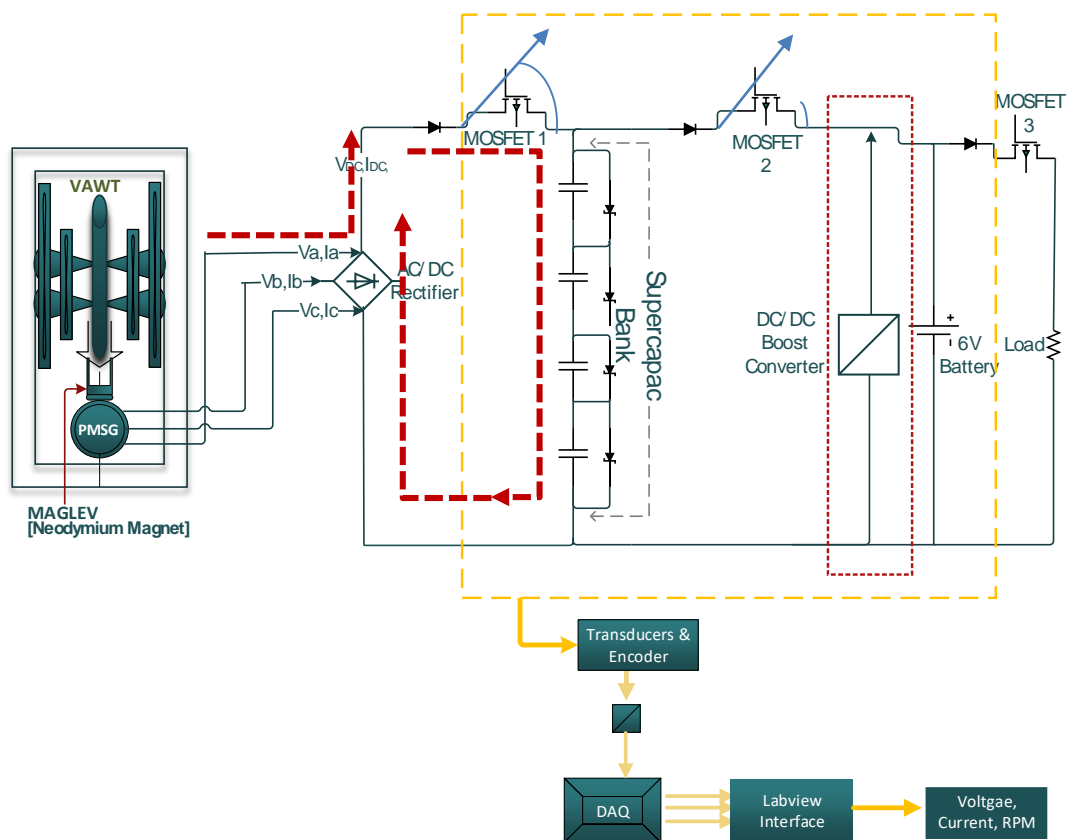 VAWT
PMSG
MAGLEV
[Neodymium Magnet]
Va,Ia
Vb,Ib
Vc,Ic
VDC,IDC,
AC/DC
Rectifier
MOSFET 1
Supercapac
Bank
MOSFET
2
DC/DC
Boost
Converter
+
-
6V
Battery
MOSFET
3
Load
Transducers &
Encoder
DAQ
Labview
Interface
Voltgae,
Current, RPM